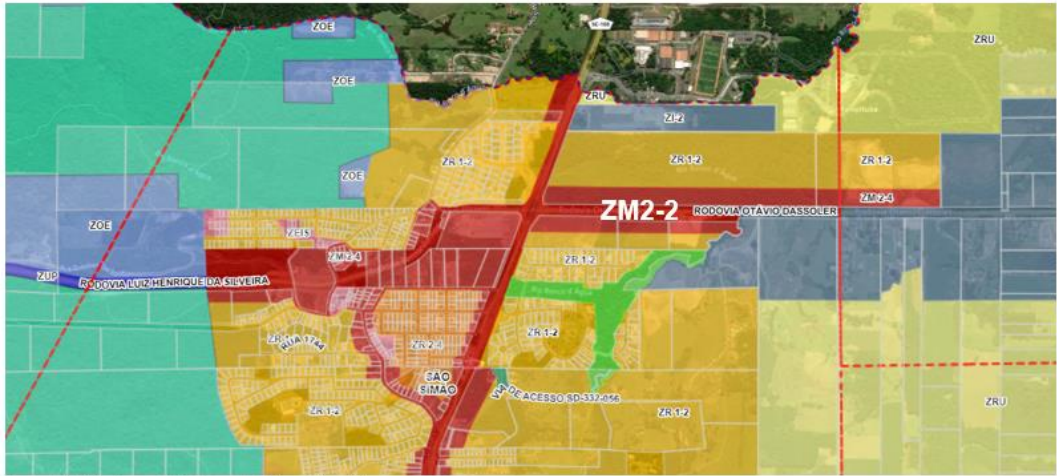 ZOE
SC-108
ZRU
ZOE
ZRU
ZI-2
ZR 1-2
ZR 1-2
ZR 1-2
ZOE
ZM 2-4
ZM2-2
RODOVIA OTÁVIO DASSOLER
ZOE
ZEIS
ZM 2-4
ZR 1-2
ZUP
RODOVIA LUIZ HENRIQUE DA SILVEIRA
ZR 1-2
RUA 1744
ZR 2-4
SÃO
SIMÃO
VIA DE ACESSO SD-332-056
ZR 1-2
ZR 1-2
ZRU